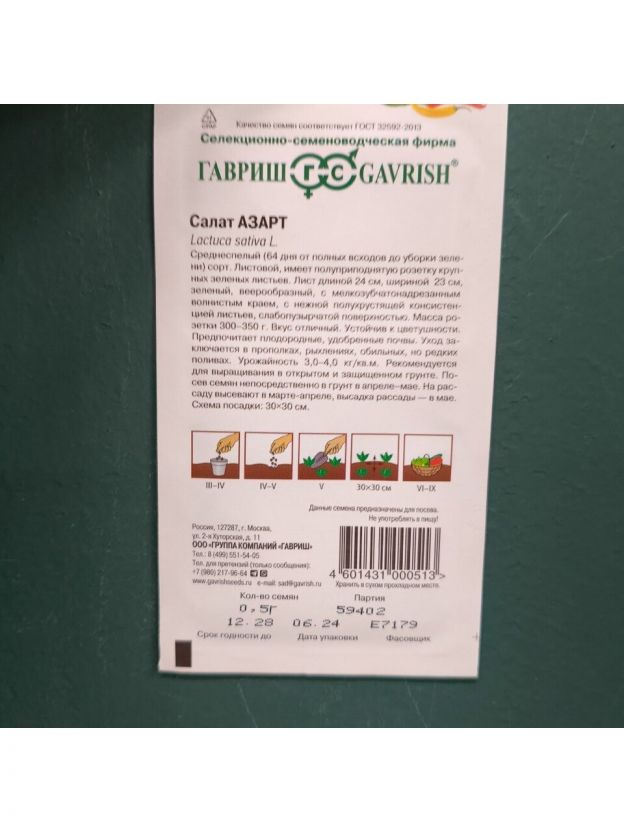 Качество семян соответствует ГОСТ 32592-2013
Селекционно-семеноводческая фирма
ГАВРИШ ГС GAVRISH®
Салат АЗАРТ
Lactuca sativa L.
Среднеспелый (64 дня от полных всходов до уборки зеле-
ни) сорт. Листовой, имеет полуприподнятую розетку круп-
ных зеленых листьев. Лист длиной 24 см, шириной 23 см,
зеленый, веерообразный, с мелкозубчатонадрезанным
волнистым краем, с нежной полухрустящей консистен-
цией листьев, слабопузырчатой поверхностью. Масса ро-
зетки 300–350 г. Вкус отличный. Устойчив к цветушности.
Предпочитает плодородные, удобренные почвы. Уход за-
ключается в прополках, рыхлениях, обильных, но редких
поливах. Урожайность 3,0–4,0 кг/кв.м. Рекомендуется
для выращивания в открытом и защищенном грунте. По-
сев семян непосредственно в грунт в апреле-мае. На рас-
саду высевают в марте-апреле, высадка рассады — в мае.
Схема посадки: 30×30 см.
III–IV IV–V V 30×30 см VI–IX
Данные семена предназначены для посева.
Не употреблять в пищу!
Россия, 127287, г. Москва,
ул. 2-я Хуторская, д. 11
ООО «ГРУППА КОМПАНИЙ «ГАВРИШ»
Тел.: 8 (499) 551-54-05
Тел. для претензий (только сообщения):
+7 (980) 217-96-64
www.gavrishseeds.ru e-mail: sad@gavrish.ru
4 601431 000513 >
Хранить в сухом прохладном месте.
Кол-во семян Партия
0,5Г 59402
12.28 06.24 Е7179
Срок годности до Дата упаковки Фасовщик